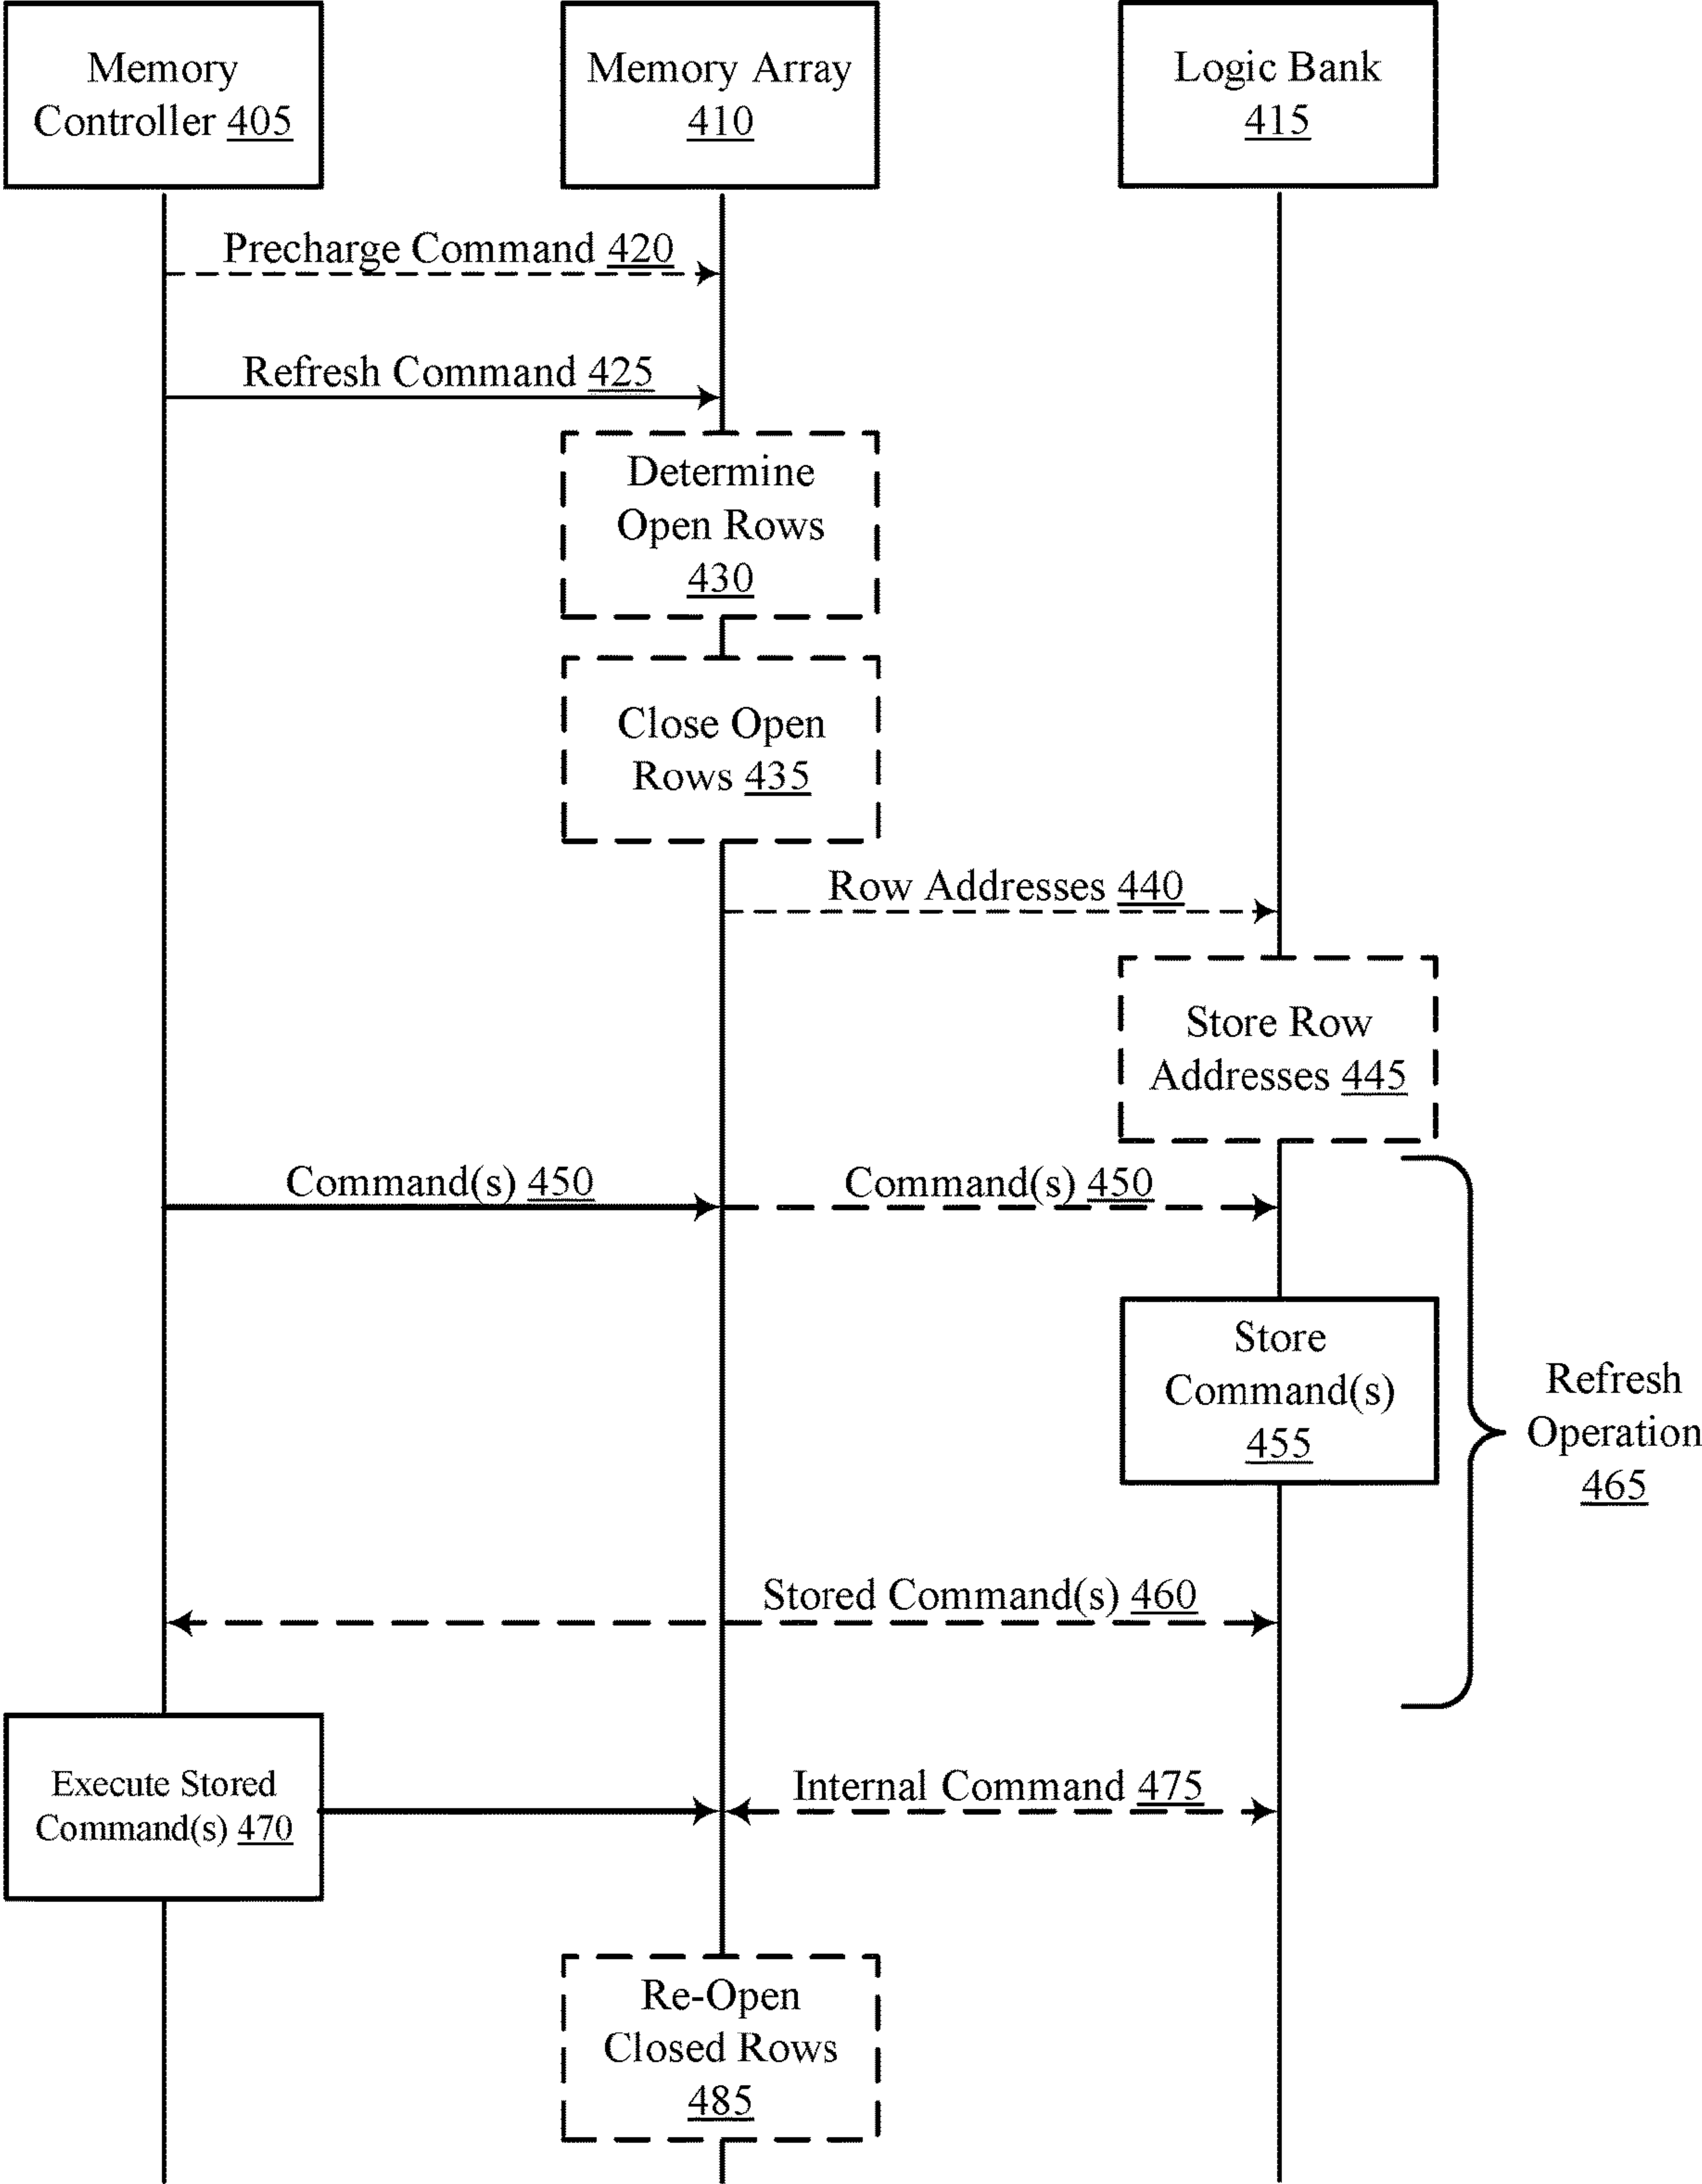 Memory
Controller 405
Memory Array
410
Logic Bank
415
Precharge Command 420
Refresh Command 425
Determine
Open Rows
430
Close Open
Rows 435
Row Addresses 440
Store Row
Addresses 445
Command(s) 450
Command(s) 450
Store
Command(s)
455
Refresh
Operation
465
Stored Command(s) 460
Execute Stored
Command(s) 470
Internal Command 475
Re-Open
Closed Rows
485